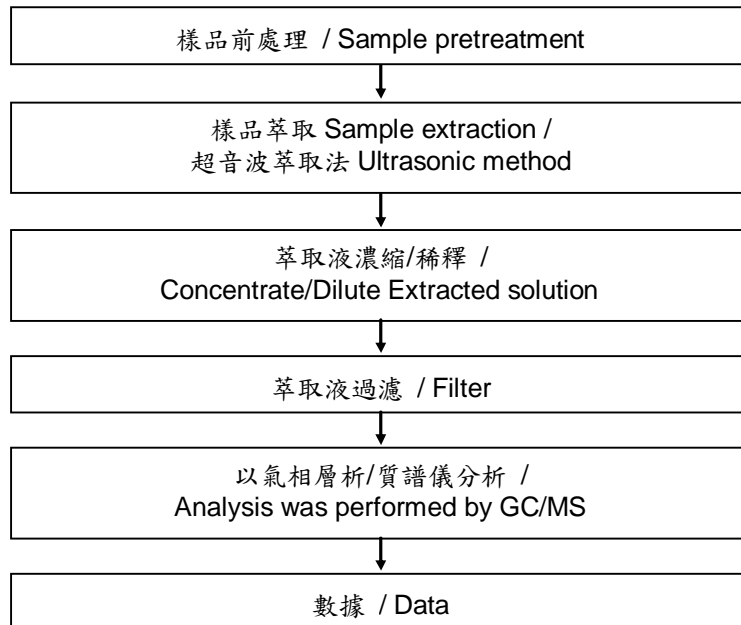 樣品前處理 / Sample pretreatment
樣品萃取 Sample extraction /
超音波萃取法 Ultrasonic method
萃取液濃縮/稀釋 /
Concentrate/Dilute Extracted solution
萃取液過濾 / Filter
以氣相層析/質譜儀分析 /
Analysis was performed by GC/MS
數據 / Data